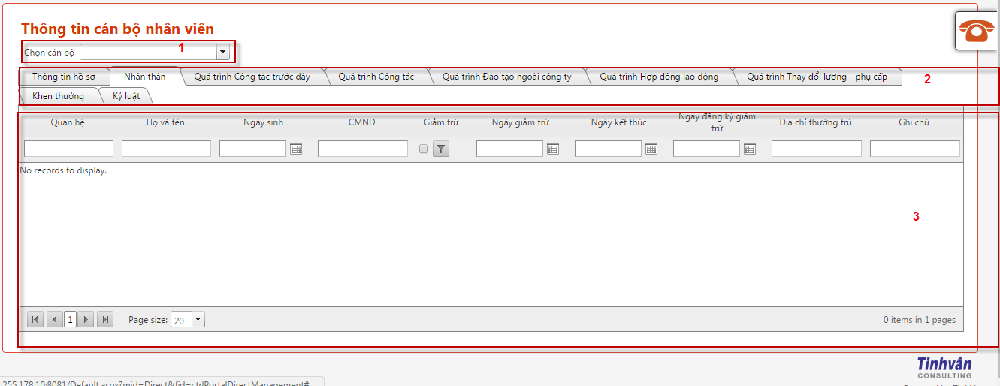 Thông tin cán bộ nhân viên
Chọn cán bộ
1
Thông tin hồ sơ Nhân thân Quá trình Công tác trước đây Quá trình Công tác Quá trình Đào tạo ngoài công ty Quá trình Hợp đồng lao động Quá trình Thay đổi lương - phụ cấp
2
Khen thưởng Kỷ luật
Quan hệ Họ và tên Ngày sinh CMND Giảm trừ Ngày giảm trừ Ngày kết thúc Ngày đăng ký giảm trừ Địa chỉ thường trú Ghi chú
No records to display.
3
1 Page size: 20 0 items in 1 pages
Tinhvân
CONSULTING
255.178.10:8081/Default.aspx?mid=Direct&fid=ctrlPortalDirectManagement#